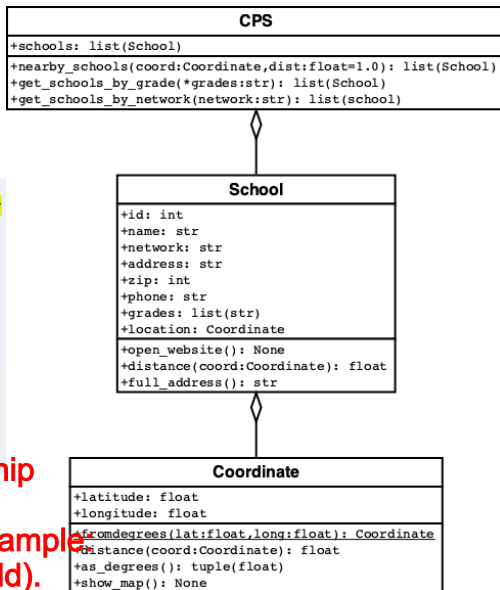 CPS
+schools: list(School)
+nearby_schools(coord:Coordinate,dist:float=1.0): list(School)
+get_schools_by_grade(*grades:str): list(School)
+get_schools_by_network(network:str): list(school)
School
+id: int
+name: str
+network: str
+address: str
+zip: int
+phone: str
+grades: list(str)
+location: Coordinate
+open_website(): None
+distance(coord:Coordinate): float
+full_address(): str
Coordinate
+latitude: float
+longitude: float
+fromdegrees(lat:float,long:float): Coordinate
+distance(coord:Coordinate): float
+as_degrees(): tuple(float)
+show_map(): None